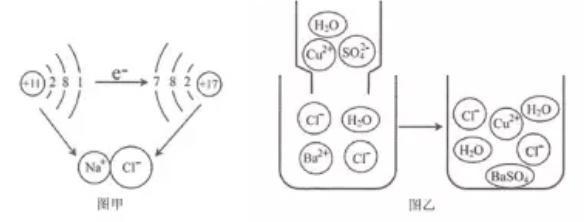 +11 2 8 1 e⁻ 7 8 2 +17
Na⁺ Cl⁻
图甲
H₂O
Cu²⁺ SO₄²⁻
Cl⁻ H₂O
Ba²⁺ Cl⁻
Cl⁻ Cu²⁺ H₂O
H₂O Cl⁻
BaSO₄
图乙